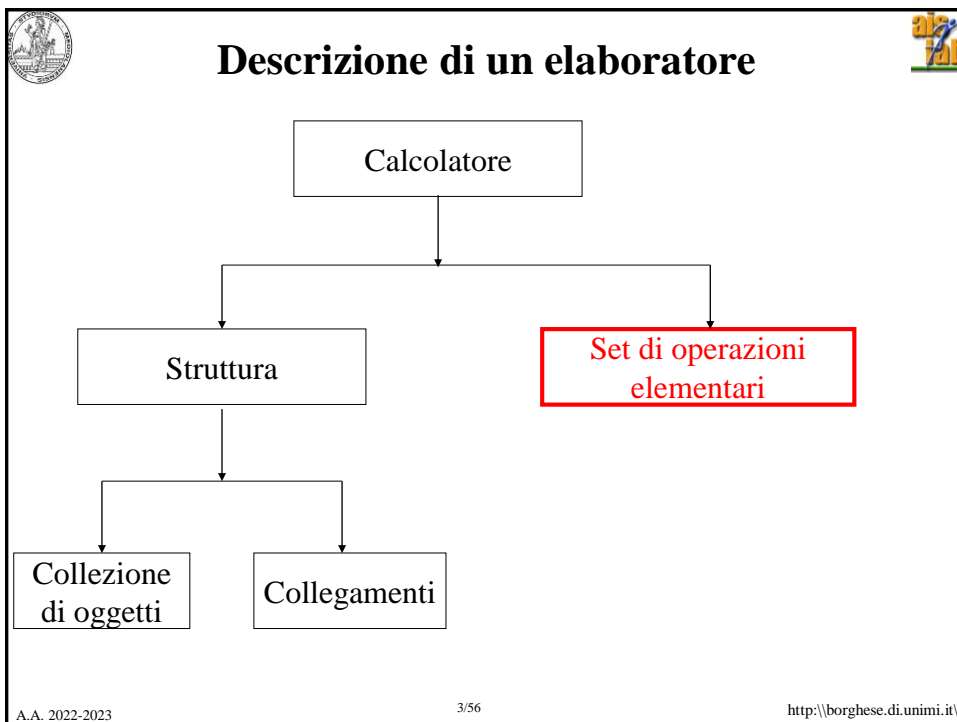 Descrizione di un elaboratore
Calcolatore
Struttura
Set di operazioni
elementari
Collezione
di oggetti
Collegamenti
A.A. 2022-2023
3/56
http:\\borghese.di.unimi.it\